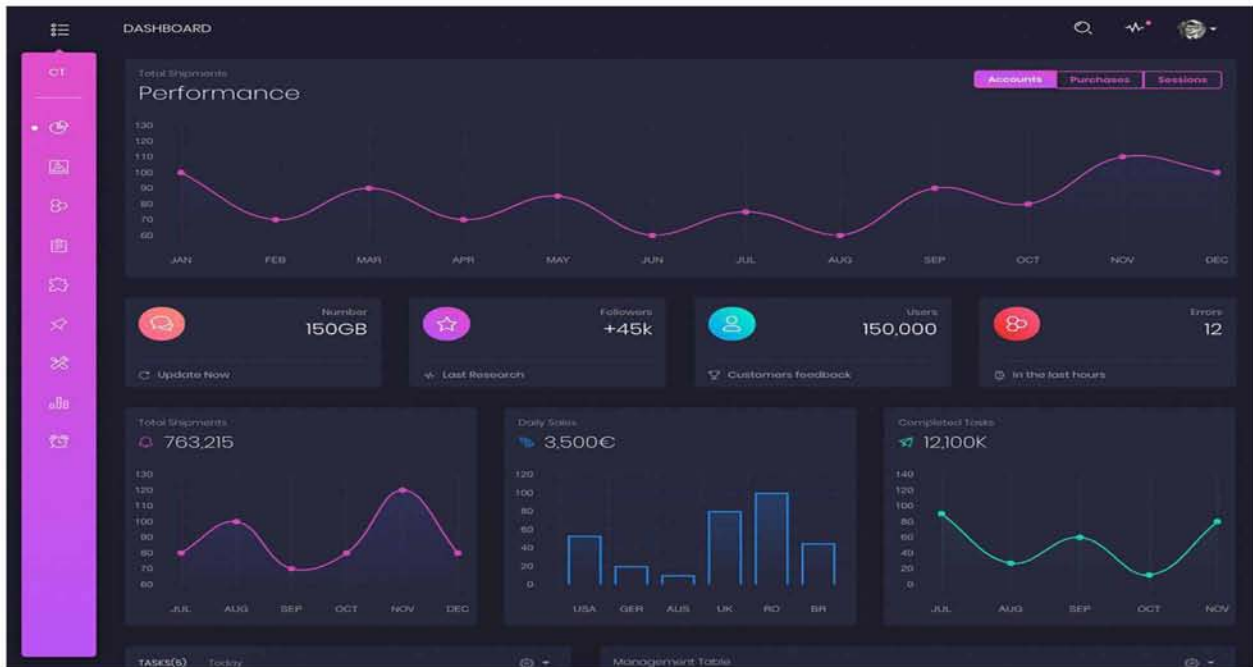 DASHBOARD
CT
Total Shipments
Performance
Accounts Purchases Sessions
130
120
110
100
90
80
70
60
JAN FEB MAR APR MAY JUN JUL AUG SEP OCT NOV DEC
Number
150GB
Update Now
Followers
+45k
Last Research
Users
150,000
Customers feedback
Errors
12
In the last hours
Total Shipments
763,215
130
120
110
100
90
80
70
60
JUL AUG SEP OCT NOV DEC
Daily Sales
3,500€
120
100
80
60
40
20
0
USA GER AUS UK RO BR
Completed Tasks
12,100K
140
120
100
80
60
40
20
0
JUL AUG SEP OCT NOV
TASKS(5) Today
Management Table